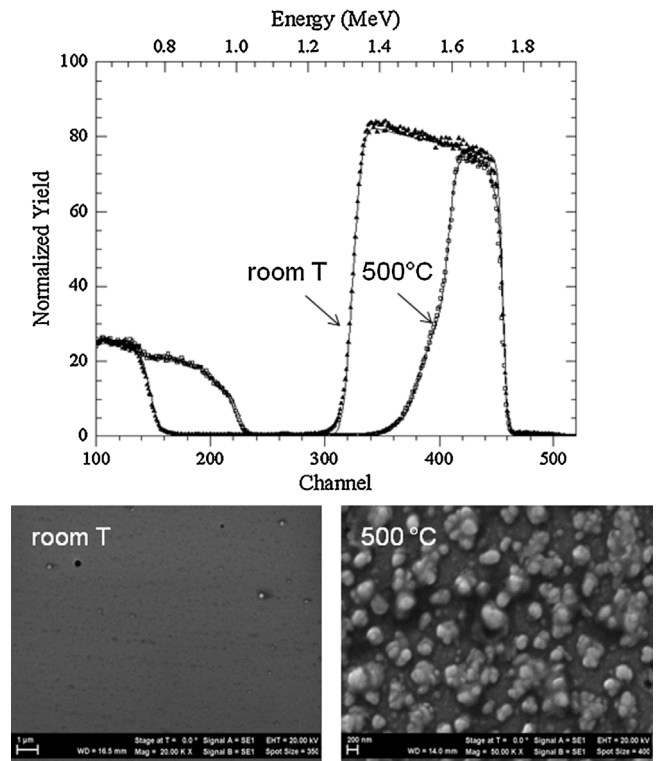 Energy (MeV)
0.8 1.0 1.2 1.4 1.6 1.8
100
80
60
40
20
0
Normalized Yield
room T
500°C
100 200 300 400 500
Channel
room T
500 °C
1 µm
Stage at T = 0.0 ° Signal A = SE1 EHT = 20.00 kV
WD = 16.5 mm Mag = 20.00 K X Signal B = SE1 Spot Size = 350
200 nm
Stage at T = 0.0 ° Signal A = SE1 EHT = 20.00 kV
WD = 14.0 mm Mag = 50.00 K X Signal B = SE1 Spot Size = 400